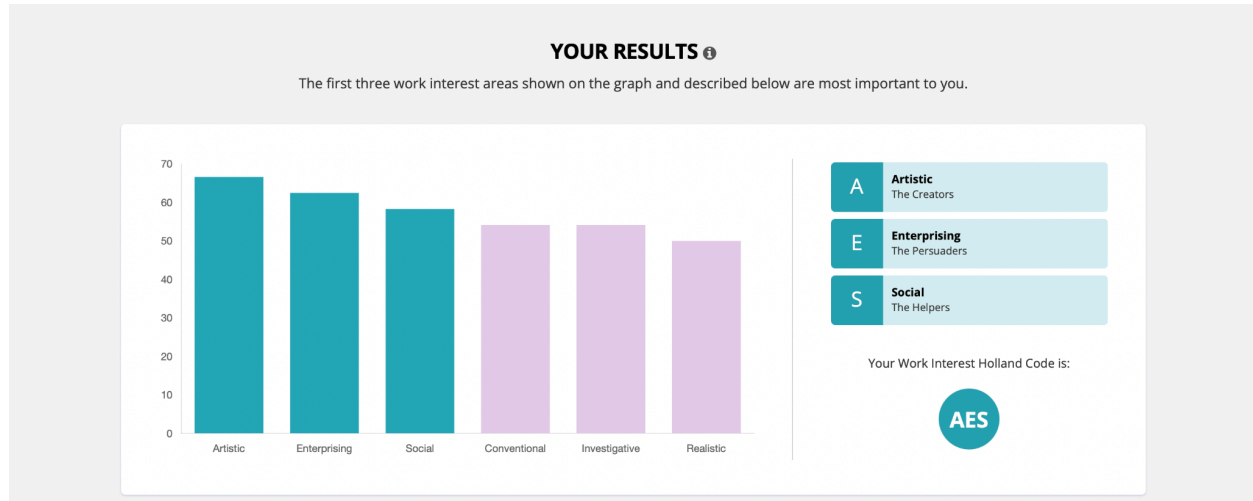 YOUR RESULTS
The first three work interest areas shown on the graph and described below are most important to you.
70
60
50
40
30
20
10
0
Artistic
Enterprising
Social
Conventional
Investigative
Realistic
A
Artistic
The Creators
E
Enterprising
The Persuaders
S
Social
The Helpers
Your Work Interest Holland Code is:
AES